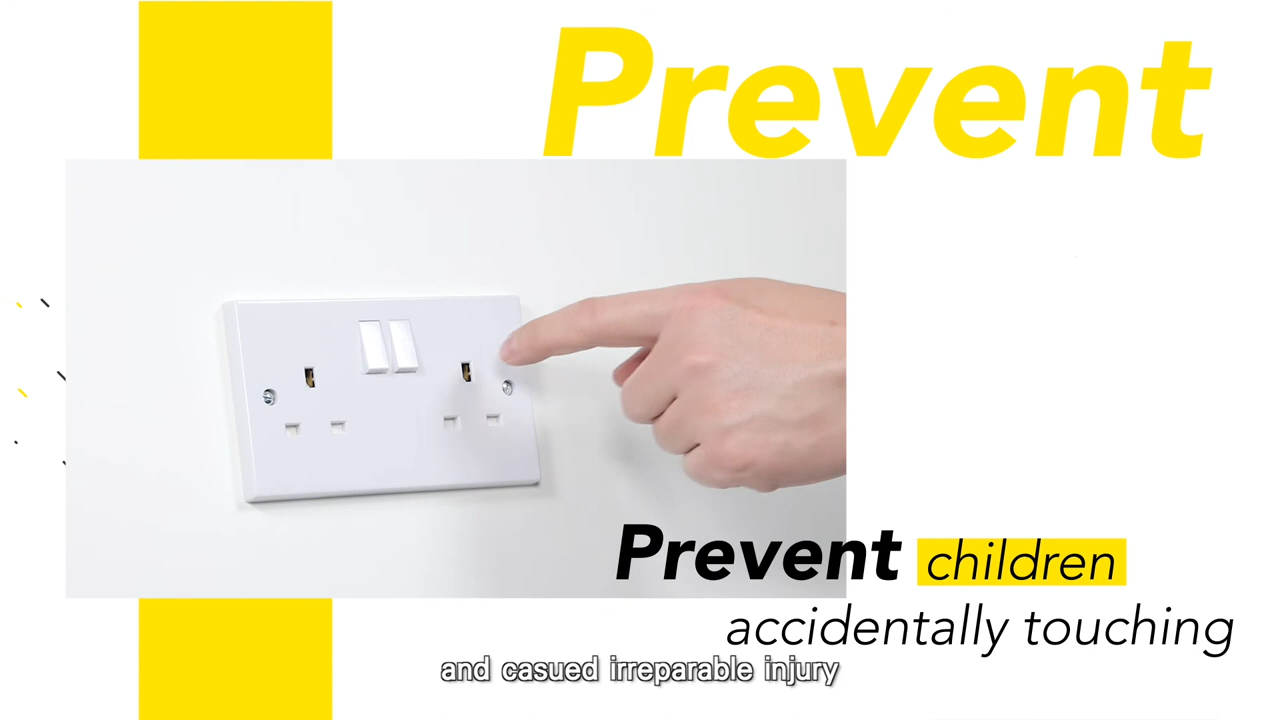 Prevent
Prevent children
accidentally touching
and casued irreparable injury